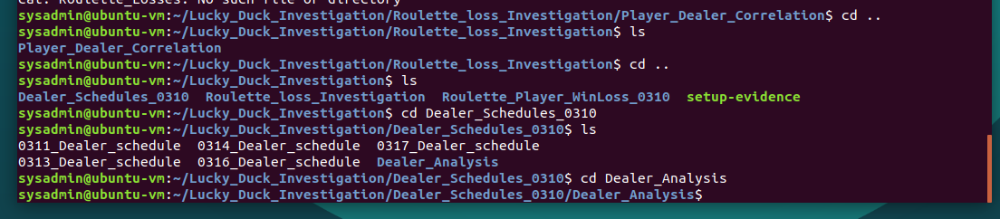 cat: Roulette_Losses: No such file or directory
sysadmin@ubuntu-vm:~/Lucky_Duck_Investigation/Roulette_loss_Investigation/Player_Dealer_Correlation$ cd ..
sysadmin@ubuntu-vm:~/Lucky_Duck_Investigation/Roulette_loss_Investigation$ ls
Player_Dealer_Correlation
sysadmin@ubuntu-vm:~/Lucky_Duck_Investigation/Roulette_loss_Investigation$ cd ..
sysadmin@ubuntu-vm:~/Lucky_Duck_Investigation$ ls
Dealer_Schedules_0310  Roulette_loss_Investigation  Roulette_Player_WinLoss_0310  setup-evidence
sysadmin@ubuntu-vm:~/Lucky_Duck_Investigation$ cd Dealer_Schedules_0310
sysadmin@ubuntu-vm:~/Lucky_Duck_Investigation/Dealer_Schedules_0310$ ls
0311_Dealer_schedule  0314_Dealer_schedule  0317_Dealer_schedule
0313_Dealer_schedule  0316_Dealer_schedule  Dealer_Analysis
sysadmin@ubuntu-vm:~/Lucky_Duck_Investigation/Dealer_Schedules_0310$ cd Dealer_Analysis
sysadmin@ubuntu-vm:~/Lucky_Duck_Investigation/Dealer_Schedules_0310/Dealer_Analysis$